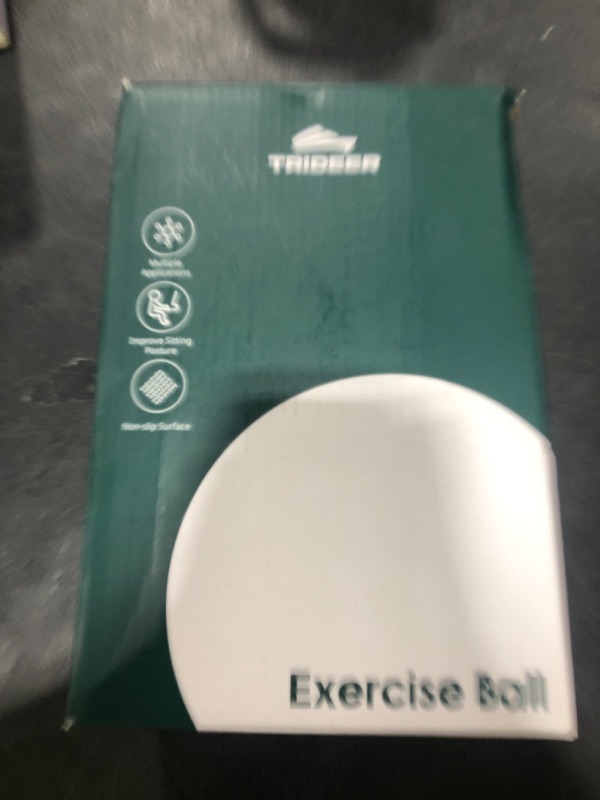 TRIDEER
Multiple
Applications
Improve Sitting
Posture
Non-slip Surface
Exercise Ball